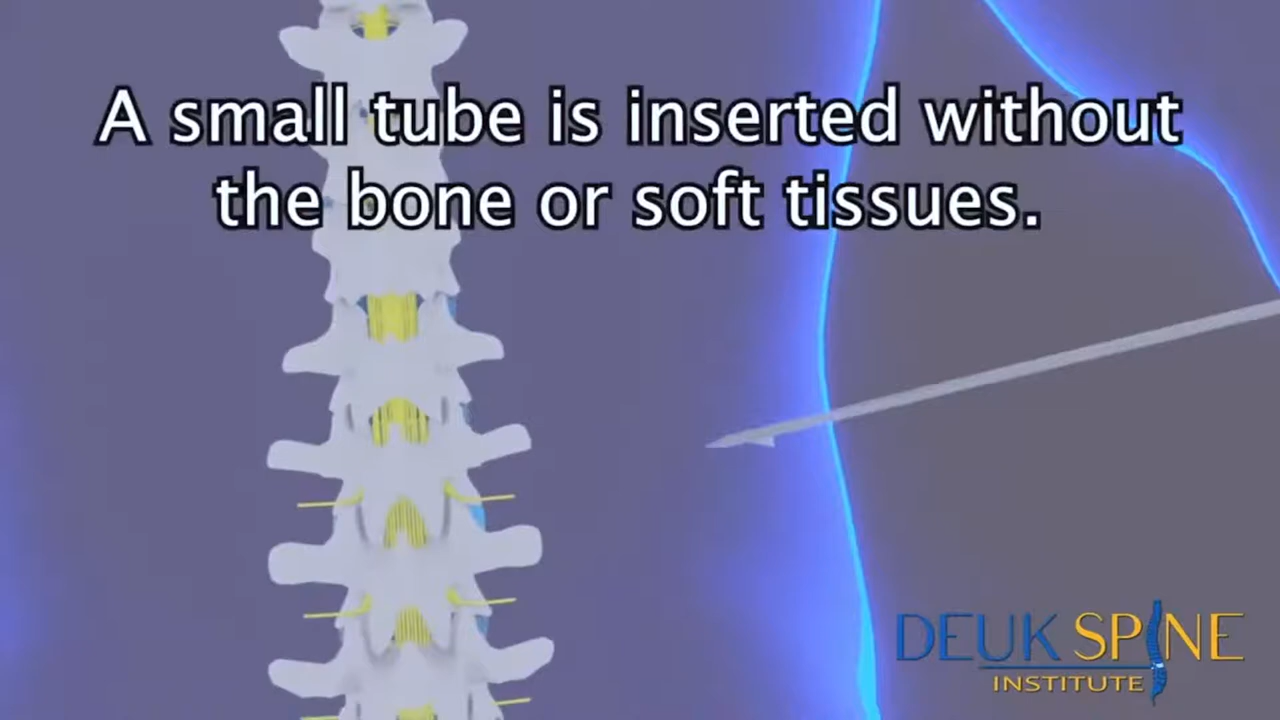 A small tube is inserted without
the bone or soft tissues.
DEUK SPINE
INSTITUTE